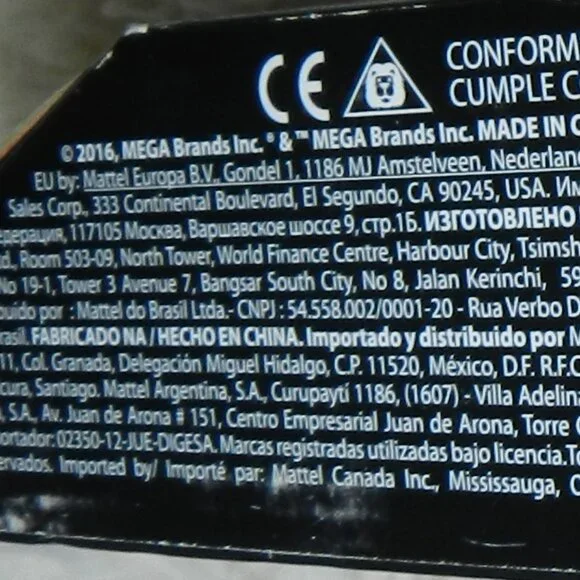 CE CONFORM
CUMPLE C
© 2016, MEGA Brands Inc.® & ™ MEGA Brands Inc. MADE IN C
EU by: Mattel Europa B.V., Gondel 1, 1186 MJ Amstelveen, Nederlan
Sales Corp., 333 Continental Boulevard, El Segundo, CA 90245, USA. Им
едерация, 117105 Москва, Варшавское шоссе 9, стр.1Б. ИЗГОТОВЛЕНО
d., Room 503-09, North Tower, World Finance Centre, Harbour City, Tsimsh
No 19-1, Tower 3 Avenue 7, Bangsar South City, No 8, Jalan Kerinchi, 59
buido por : Mattel do Brasil Ltda.- CNPJ : 54.558.002/0001-20 - Rua Verbo D
rasil. FABRICADO NA / HECHO EN CHINA. Importado y distribuido por M
11, Col. Granada, Delegación Miguel Hidalgo, C.P. 11520, México, D.F. R.F.C
cura, Santiago. Mattel Argentina, S.A., Curupaytí 1186, (1607) - Villa Adelina
, S.A., Av. Juan de Arona # 151, Centro Empresarial Juan de Arona, Torre
portador: 02350-12-JUE-DIGESA. Marcas registradas utilizadas bajo licencia.To
ervados. Imported by/ Importé par: Mattel Canada Inc., Mississauga,